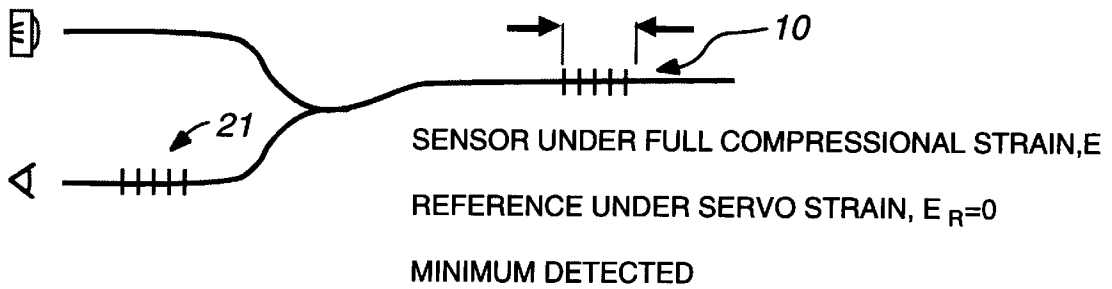 10
21
SENSOR UNDER FULL COMPRESSIONAL STRAIN,E
REFERENCE UNDER SERVO STRAIN, E R=0
MINIMUM DETECTED